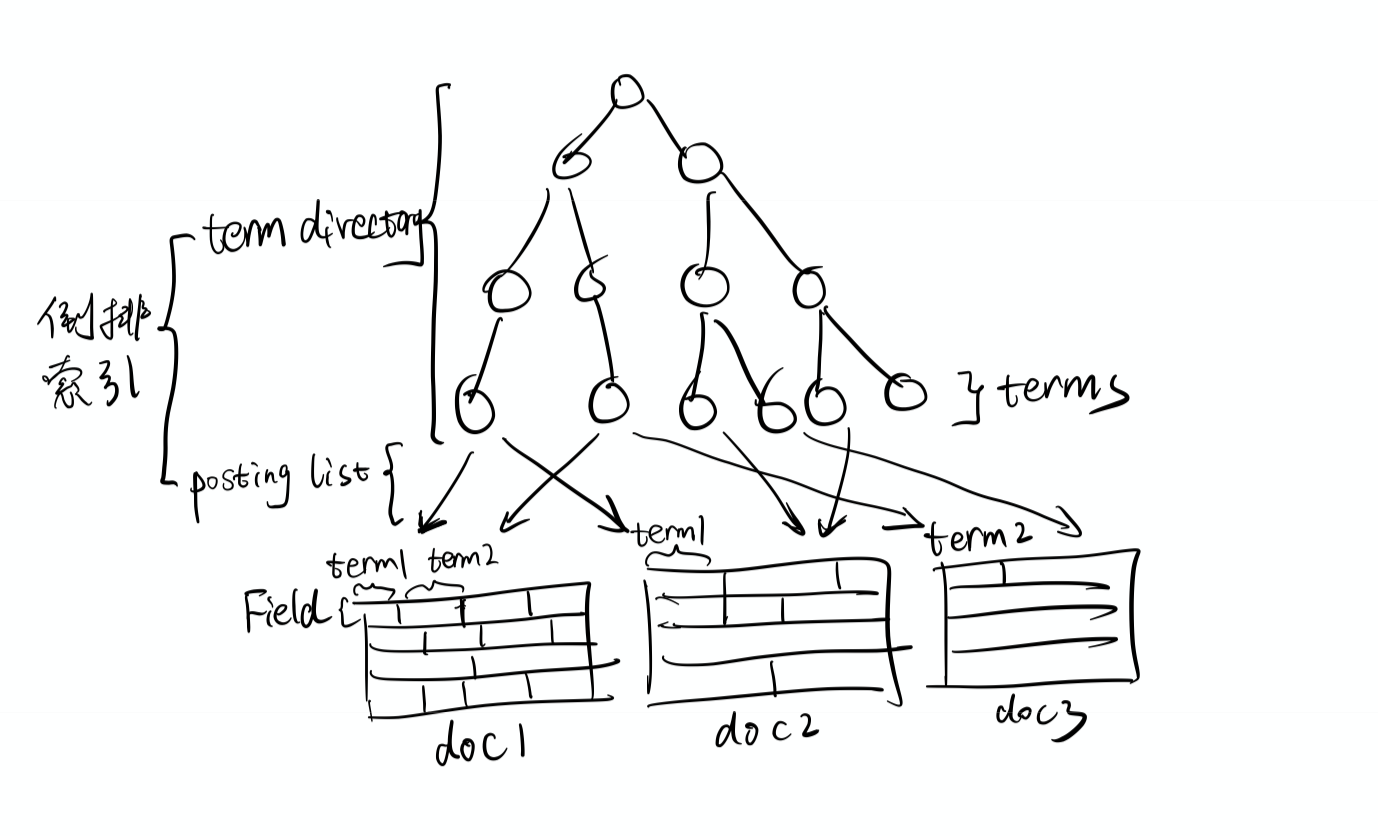 term directory
倒排
索引
terms
posting list
term1
term2
term1 term2
Field
doc1
doc2
doc3